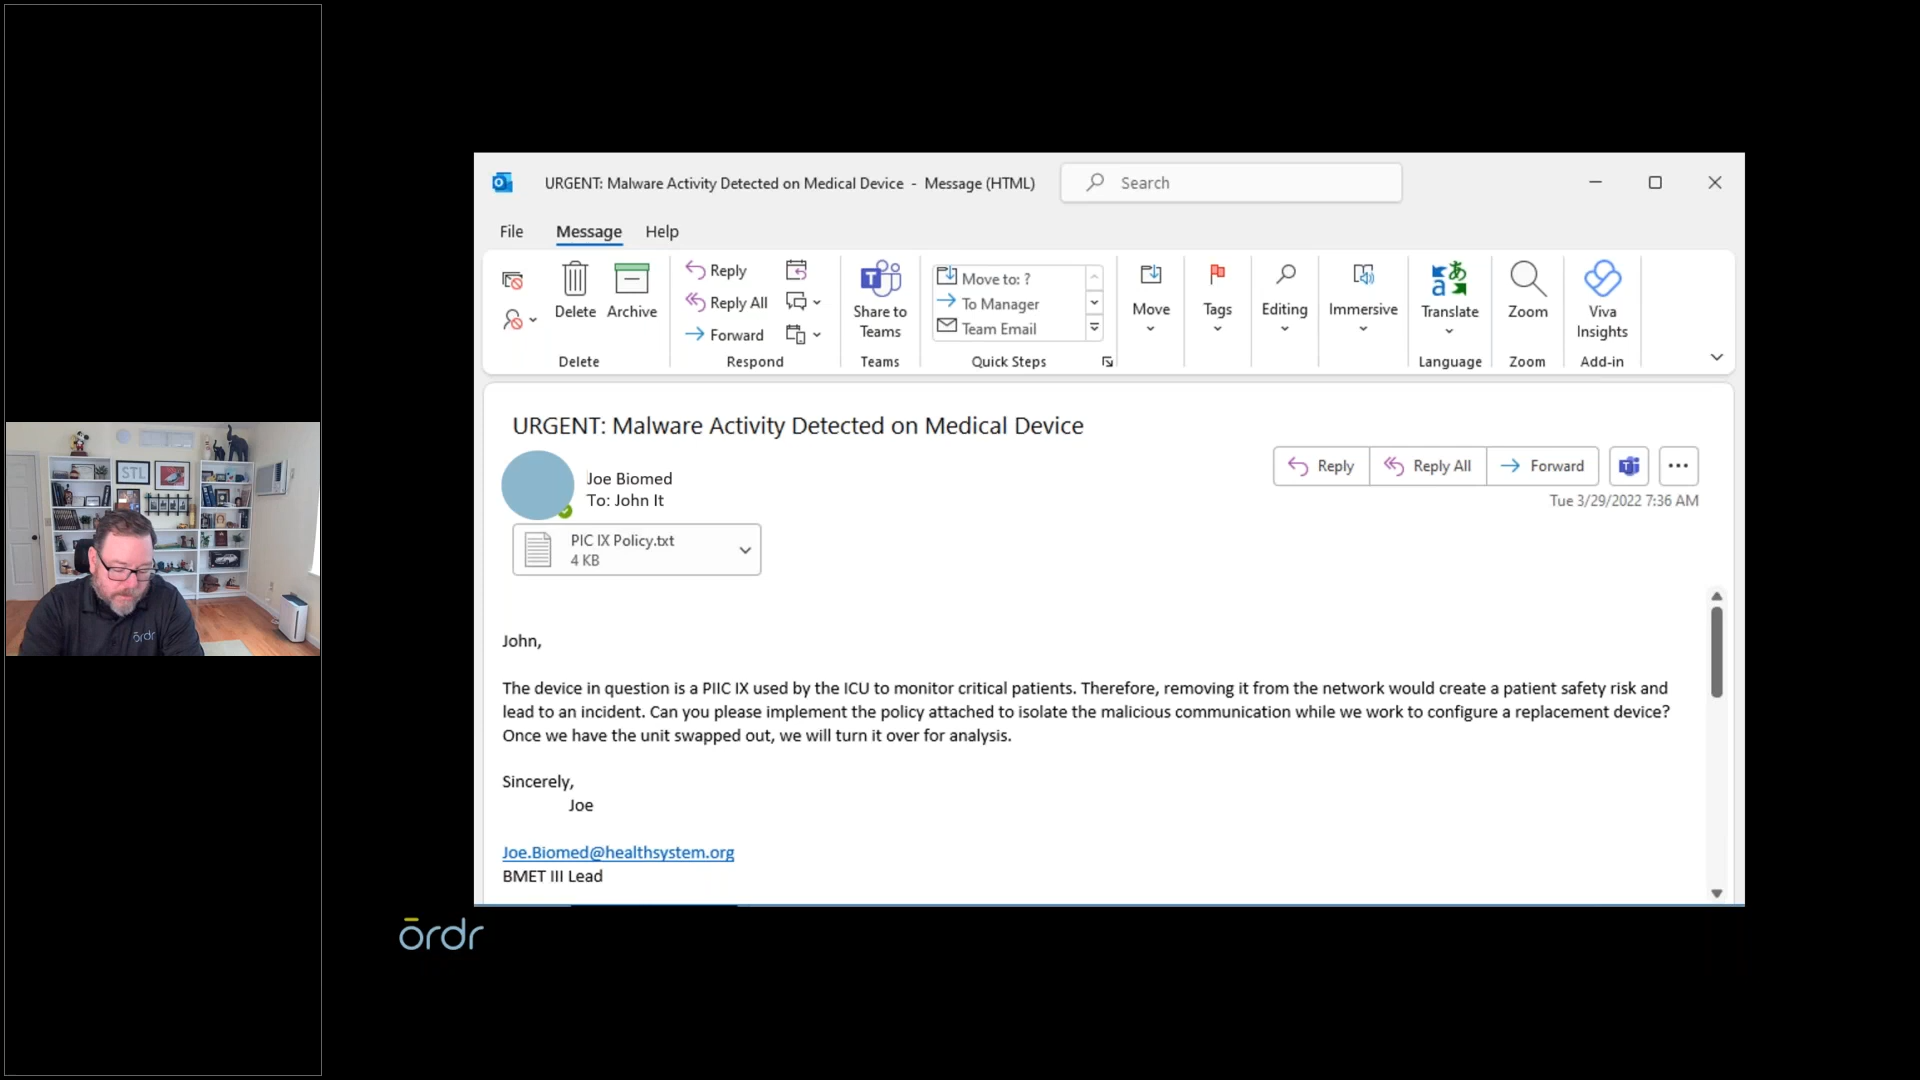 URGENT: Malware Activity Detected on Medical Device - Message (HTML)
Search
File
Message
Help
Delete
Archive
Delete
Reply
Reply All
Forward
Respond
Share to
Teams
Teams
Move to: ?
To Manager
Team Email
Quick Steps
Move
Tags
Editing
Immersive
Translate
Language
Zoom
Zoom
Viva
Insights
Add-in
URGENT: Malware Activity Detected on Medical Device
Joe Biomed
To: John It
Reply
Reply All
Forward
Tue 3/29/2022 7:36 AM
PIC IX Policy.txt
4 KB
John,
The device in question is a PIIC IX used by the ICU to monitor critical patients. Therefore, removing it from the network would create a patient safety risk and
lead to an incident. Can you please implement the policy attached to isolate the malicious communication while we work to configure a replacement device?
Once we have the unit swapped out, we will turn it over for analysis.
Sincerely,
Joe
Joe.Biomed@healthsystem.org
BMET III Lead
ōrdr
STL
ōrdr